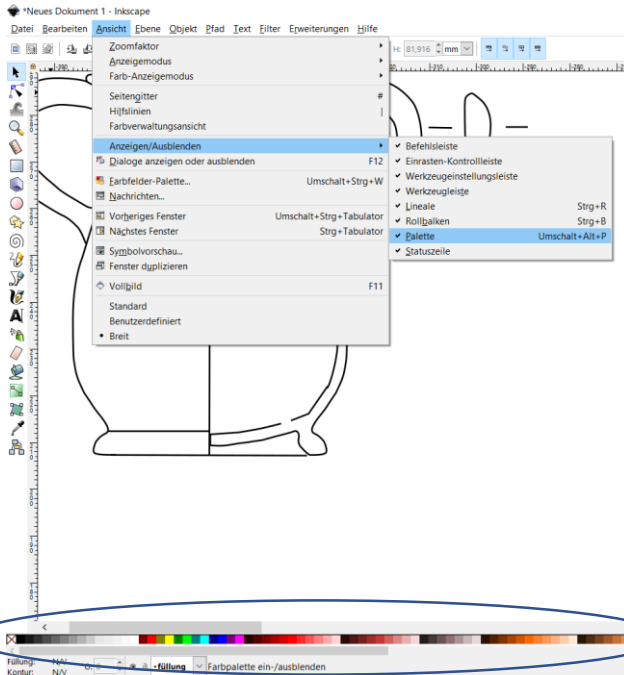 *Neues Dokument 1 - Inkscape
Datei Bearbeiten Ansicht Ebene Objekt Pfad Text Filter Erweiterungen Hilfe
H: 81,916 mm
Zoomfaktor
Anzeigemodus
Farb-Anzeigemodus
Seitengitter #
Hilfslinien |
Farbverwaltungsansicht
Anzeigen/Ausblenden
Dialoge anzeigen oder ausblenden F12
Farbfelder-Palette... Umschalt+Strg+W
Nachrichten...
Vorheriges Fenster Umschalt+Strg+Tabulator
Nächstes Fenster Strg+Tabulator
Symbolvorschau...
Fenster duplizieren
Vollbild F11
Standard
Benutzerdefiniert
Breit
Befehlsleiste
Einrasten-Kontrollleiste
Werkzeugeinstellungsleiste
Werkzeugleiste
Lineale Strg+R
Rollbalken Strg+B
Palette Umschalt+Alt+P
Statuszeile
Füllung: N/V O: 0 •füllung Farbpalette ein-/ausblenden
Kontur: N/V